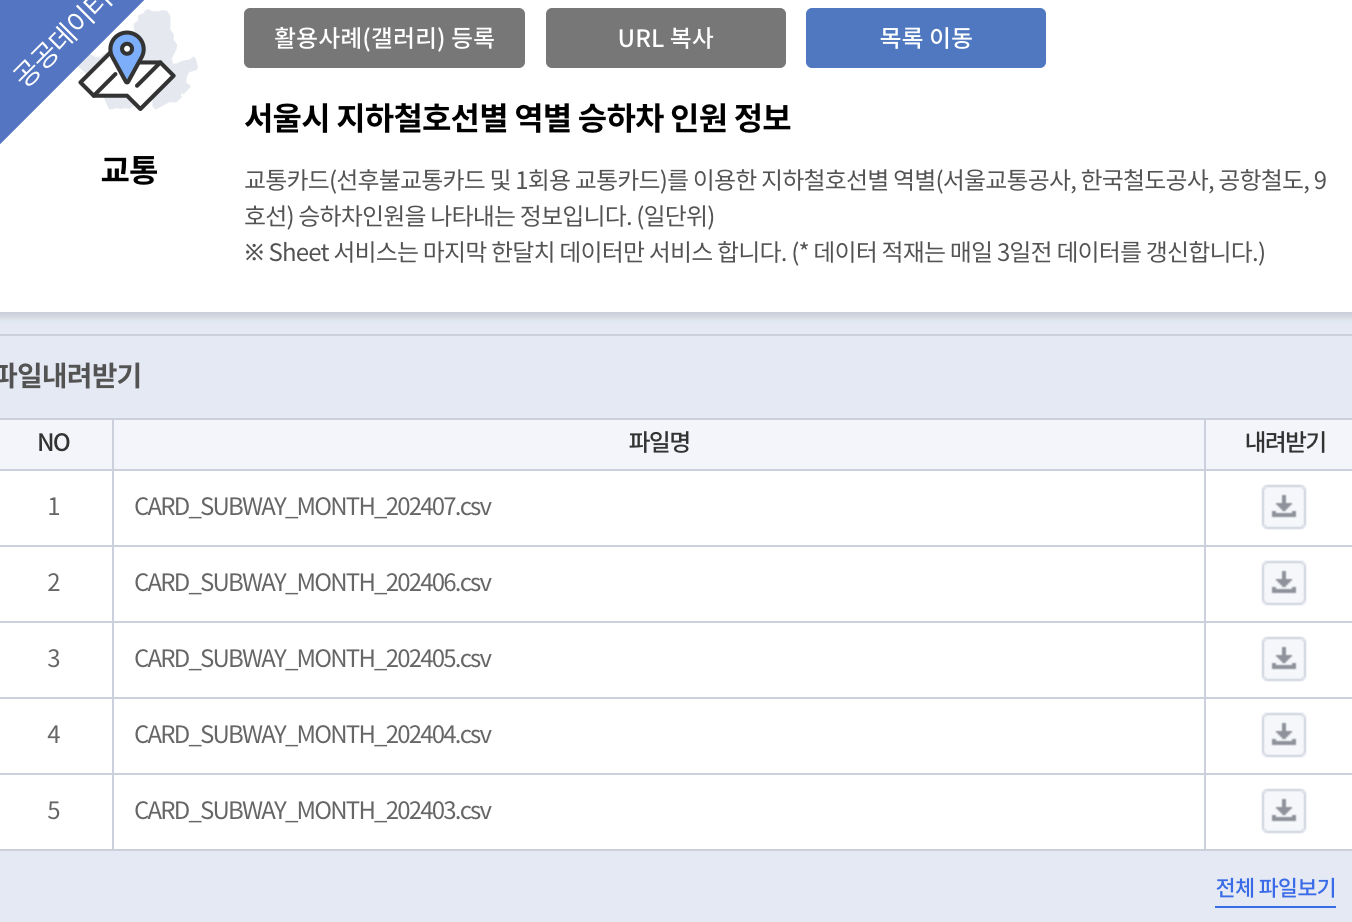 공공데이터
활용사례(갤러리) 등록
URL 복사
목록 이동
교통
서울시 지하철호선별 역별 승하차 인원 정보
교통카드(선후불교통카드 및 1회용 교통카드)를 이용한 지하철호선별 역별(서울교통공사, 한국철도공사, 공항철도, 9
호선) 승하차인원을 나타내는 정보입니다. (일단위)
※ Sheet 서비스는 마지막 한달치 데이터만 서비스 합니다. (* 데이터 적재는 매일 3일전 데이터를 갱신합니다.)
파일내려받기
NO 파일명 내려받기
1 CARD_SUBWAY_MONTH_202407.csv
2 CARD_SUBWAY_MONTH_202406.csv
3 CARD_SUBWAY_MONTH_202405.csv
4 CARD_SUBWAY_MONTH_202404.csv
5 CARD_SUBWAY_MONTH_202403.csv
전체 파일보기